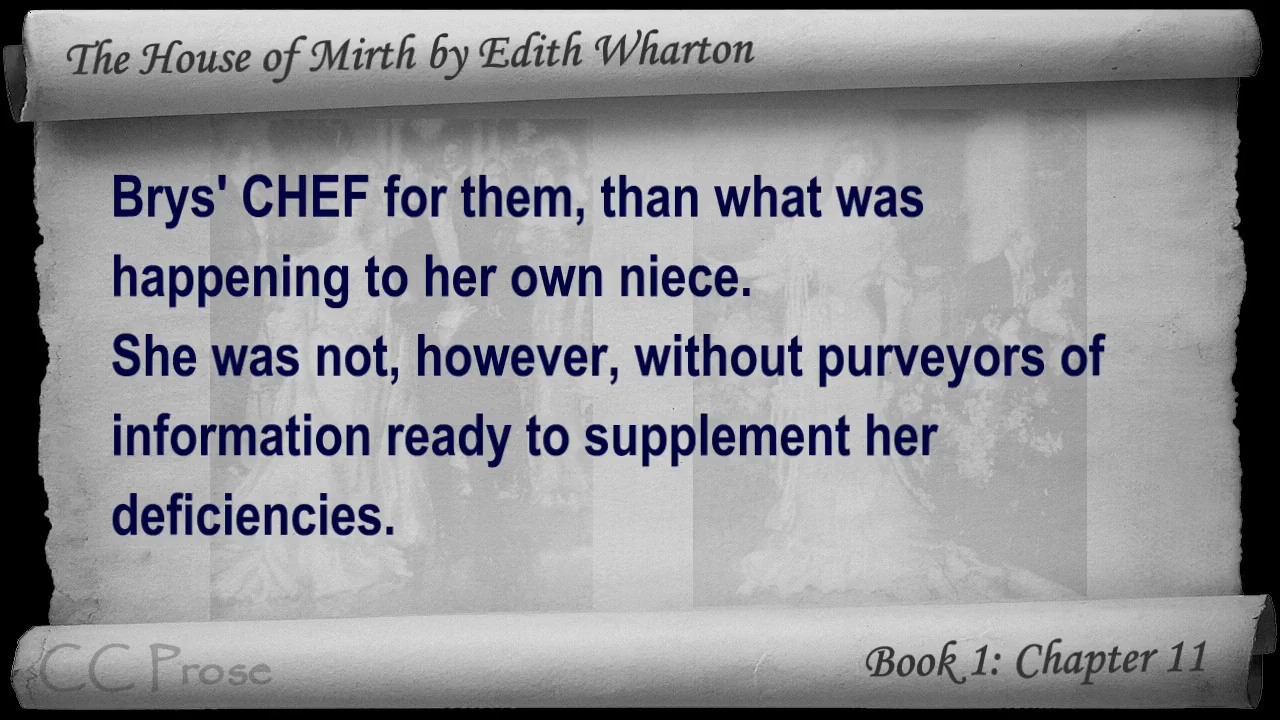 The House of Mirth by Edith Wharton
Brys' CHEF for them, than what was
happening to her own niece.
She was not, however, without purveyors of
information ready to supplement her
deficiencies.
CC Prose
Book 1: Chapter 11